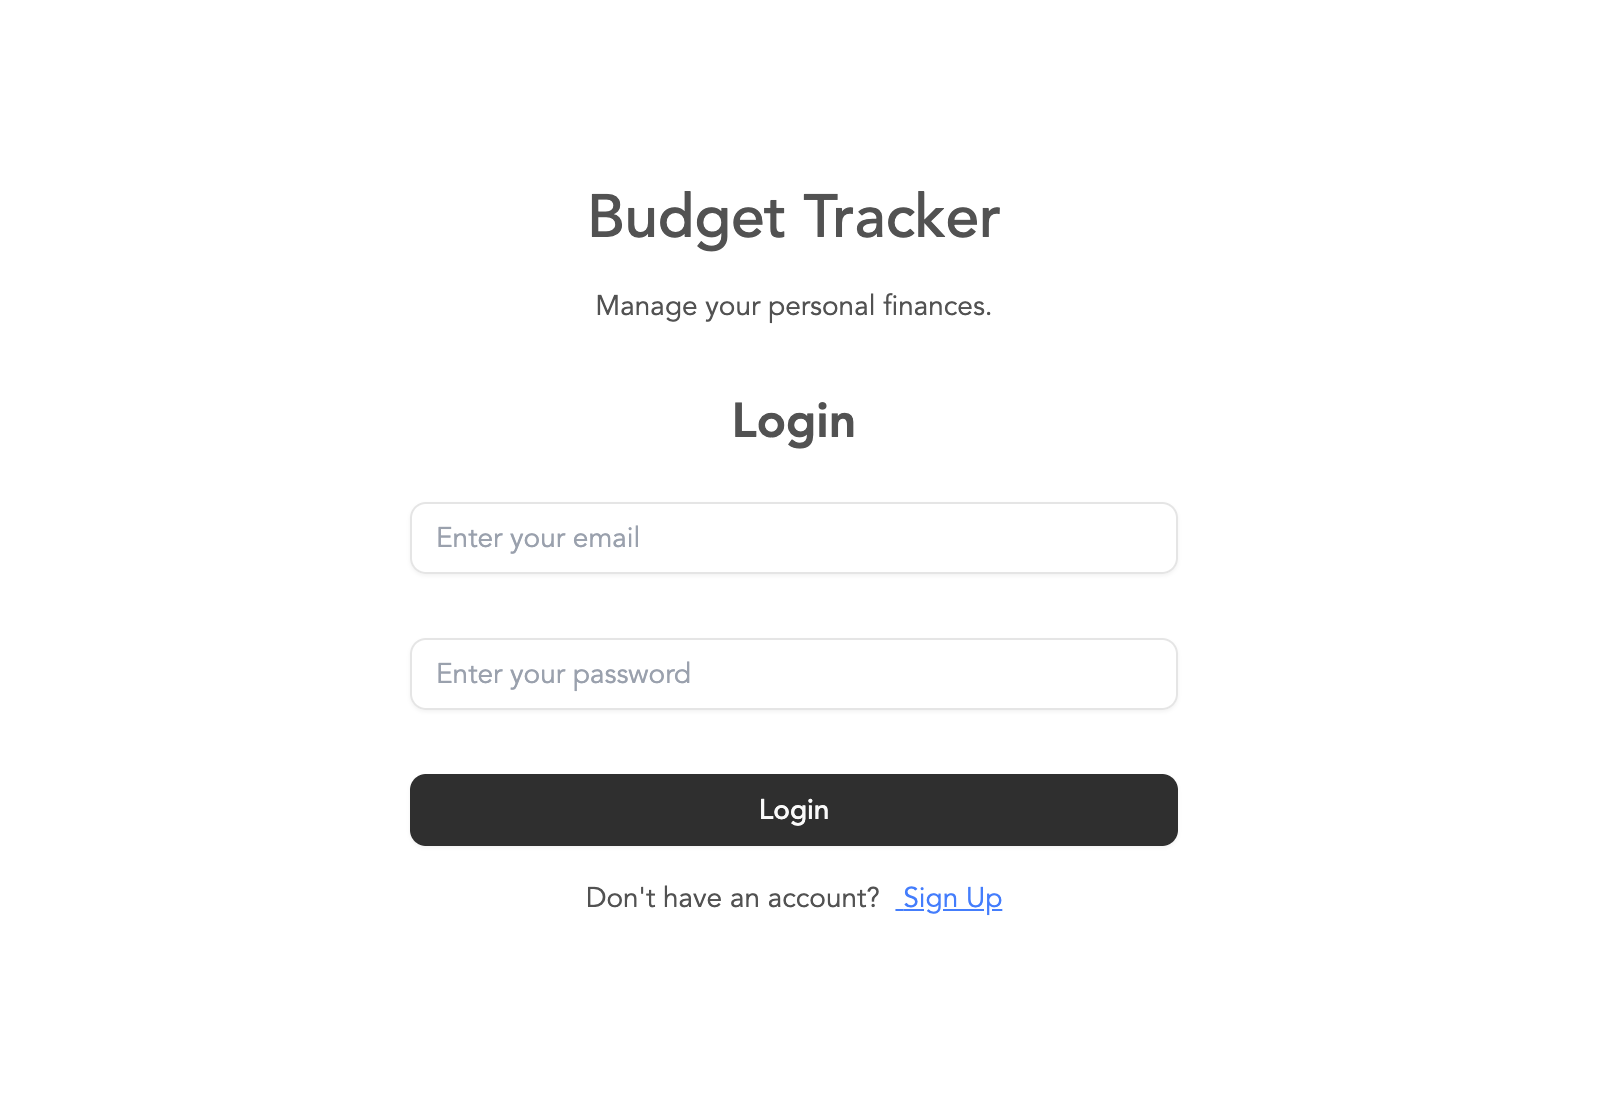 Budget Tracker
Manage your personal finances.
Login
Enter your email
Enter your password
Login
Don't have an account? Sign Up